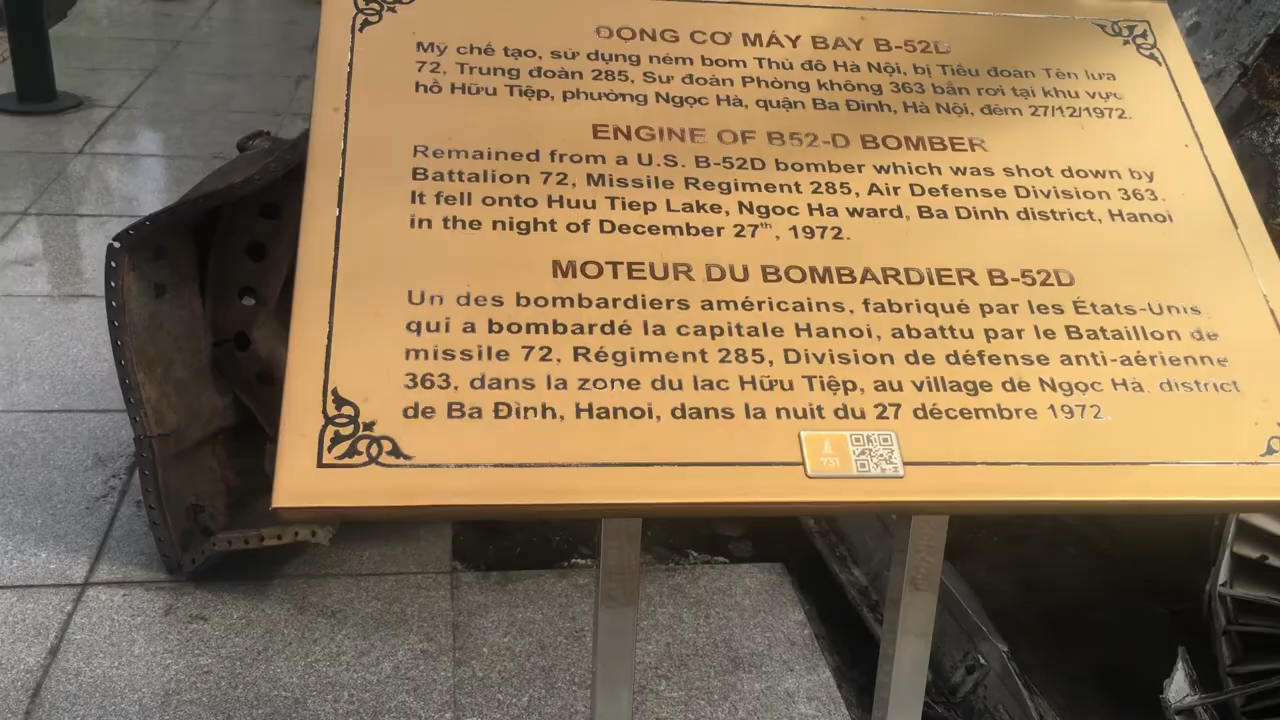 ĐỘNG CƠ MÁY BAY B-52D
Mỹ chế tạo, sử dụng ném bom Thủ đô Hà Nội, bị Tiểu đoàn Tên lửa
72, Trung đoàn 285, Sư đoàn Phòng không 363 bắn rơi tại khu vực
hồ Hữu Tiệp, phường Ngọc Hà, quận Ba Đình, Hà Nội, đêm 27/12/1972.
ENGINE OF B52-D BOMBER
Remained from a U.S. B-52D bomber which was shot down by
Battalion 72, Missile Regiment 285, Air Defense Division 363.
It fell onto Huu Tiep Lake, Ngoc Ha ward, Ba Dinh district, Hanoi
in the night of December 27th, 1972.
MOTEUR DU BOMBARDIER B-52D
Un des bombardiers américains, fabriqué par les États-Unis
qui a bombardé la capitale Hanoi, abattu par le Bataillon de
missile 72, Régiment 285, Division de défense anti-aérienne
363, dans la zone du lac Hữu Tiệp, au village de Ngọc Hà, district
de Ba Đình, Hanoi, dans la nuit du 27 décembre 1972.
731